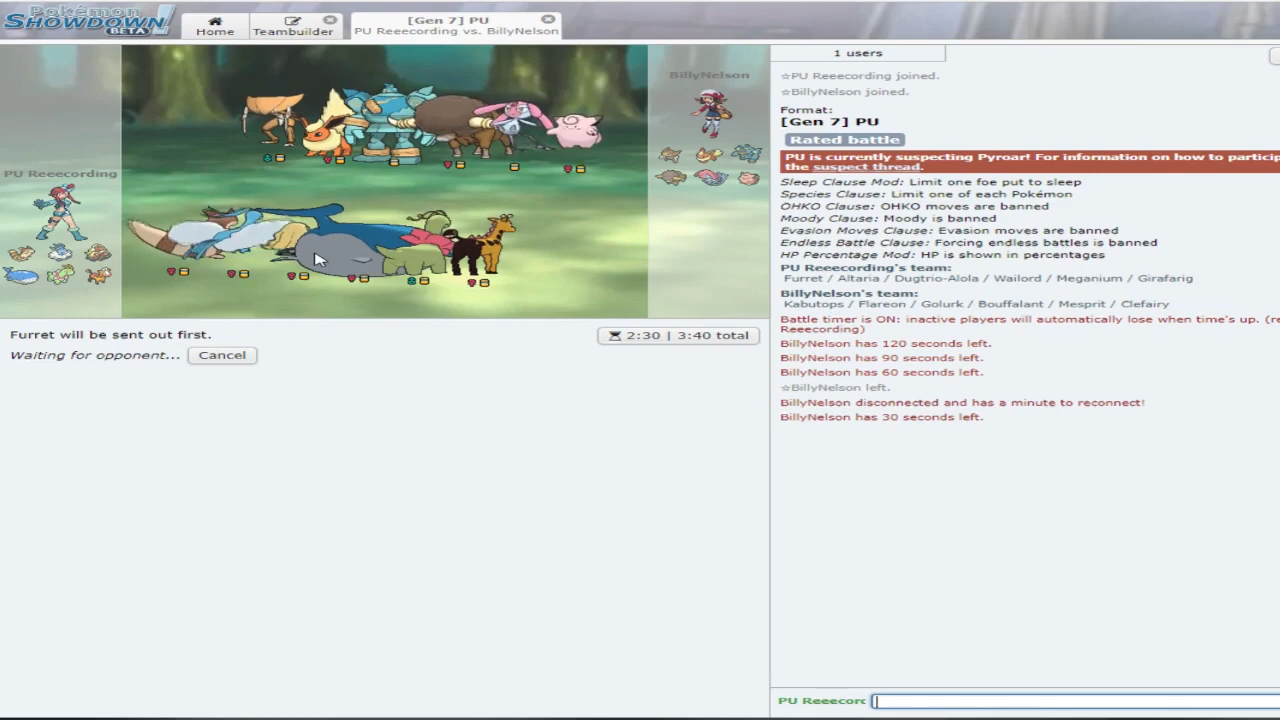 Pokémon
SHOWDOWN!
BETA
Home
Teambuilder
[Gen 7] PU
PU Reeecording vs. BillyNelson
PU Reeecording
BillyNelson
Furret will be sent out first.
Waiting for opponent... Cancel
2:30 | 3:40 total
1 users
☆PU Reeecording joined.
☆BillyNelson joined.
Format:
[Gen 7] PU
Rated battle
PU is currently suspecting Pyroar! For information on how to particip
the suspect thread.
Sleep Clause Mod: Limit one foe put to sleep
Species Clause: Limit one of each Pokémon
OHKO Clause: OHKO moves are banned
Moody Clause: Moody is banned
Evasion Moves Clause: Evasion moves are banned
Endless Battle Clause: Forcing endless battles is banned
HP Percentage Mod: HP is shown in percentages
PU Reeecording's team:
Furret / Altaria / Dugtrio-Alola / Wailord / Meganium / Girafarig
BillyNelson's team:
Kabutops / Flareon / Golurk / Bouffalant / Mesprit / Clefairy
Battle timer is ON: inactive players will automatically lose when time's up. (re
Reeecording)
BillyNelson has 120 seconds left.
BillyNelson has 90 seconds left.
BillyNelson has 60 seconds left.
☆BillyNelson left.
BillyNelson disconnected and has a minute to reconnect!
BillyNelson has 30 seconds left.
PU Reeecorc